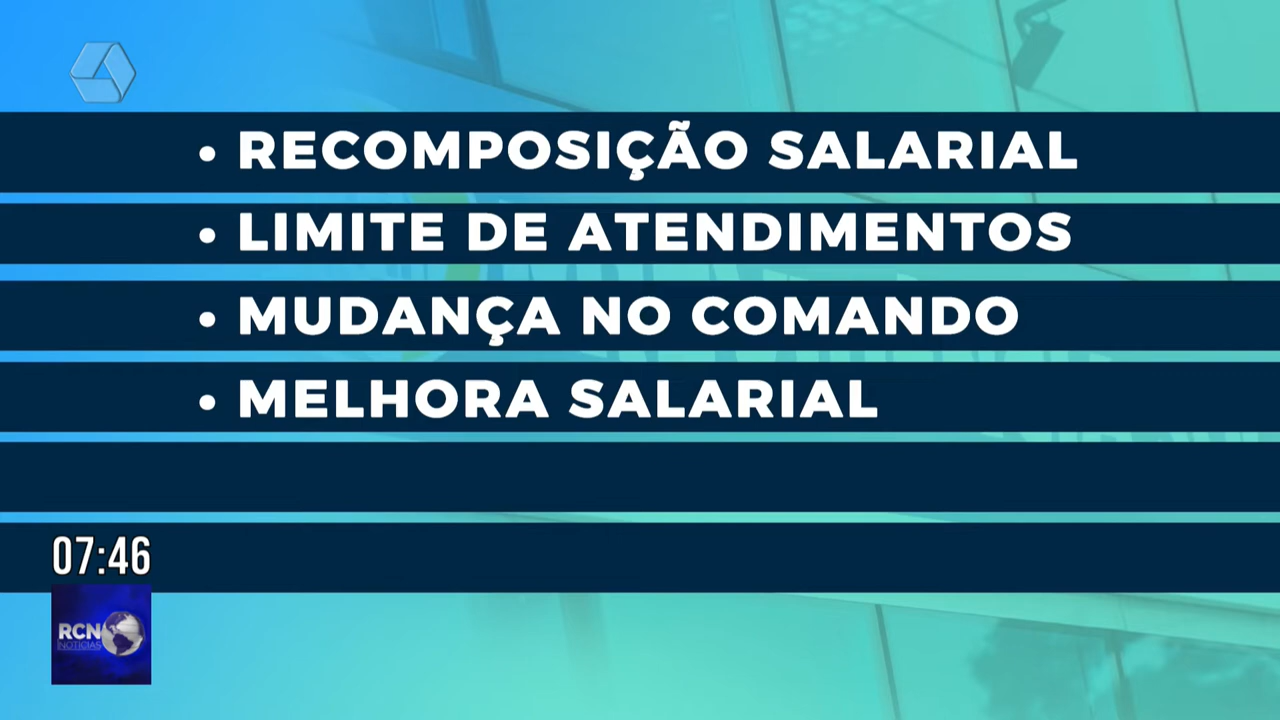 • RECOMPOSIÇÃO SALARIAL
• LIMITE DE ATENDIMENTOS
• MUDANÇA NO COMANDO
• MELHORA SALARIAL
07:46
RCN
NOTÍCIAS